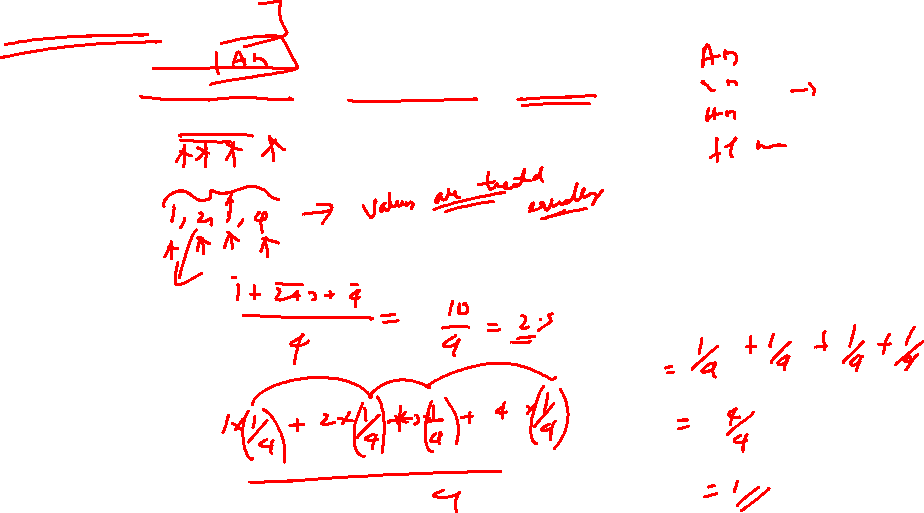 An
An
1, 2, 3, 4 → values are treated equally
1 + 2 + 3 + 4 / 4 = 10/4 = 2.5
1×(1/4) + 2×(1/4) + 3×(1/4) + 4×(1/4) / 4
= 1/4 + 1/4 + 1/4 + 1/4
= 4/4
= 1